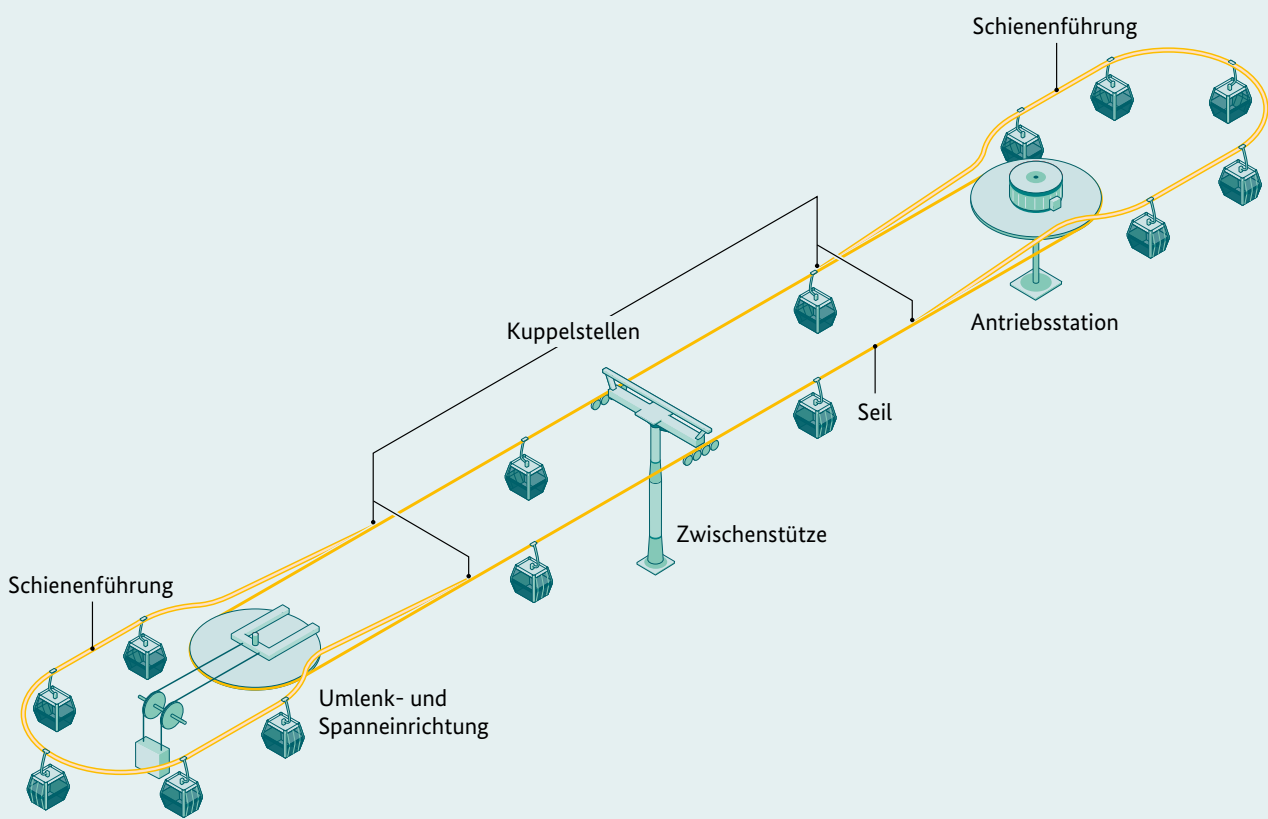 Schienenführung
Antriebsstation
Kuppelstellen
Seil
Zwischenstütze
Schienenführung
Umlenk- und
Spanneinrichtung